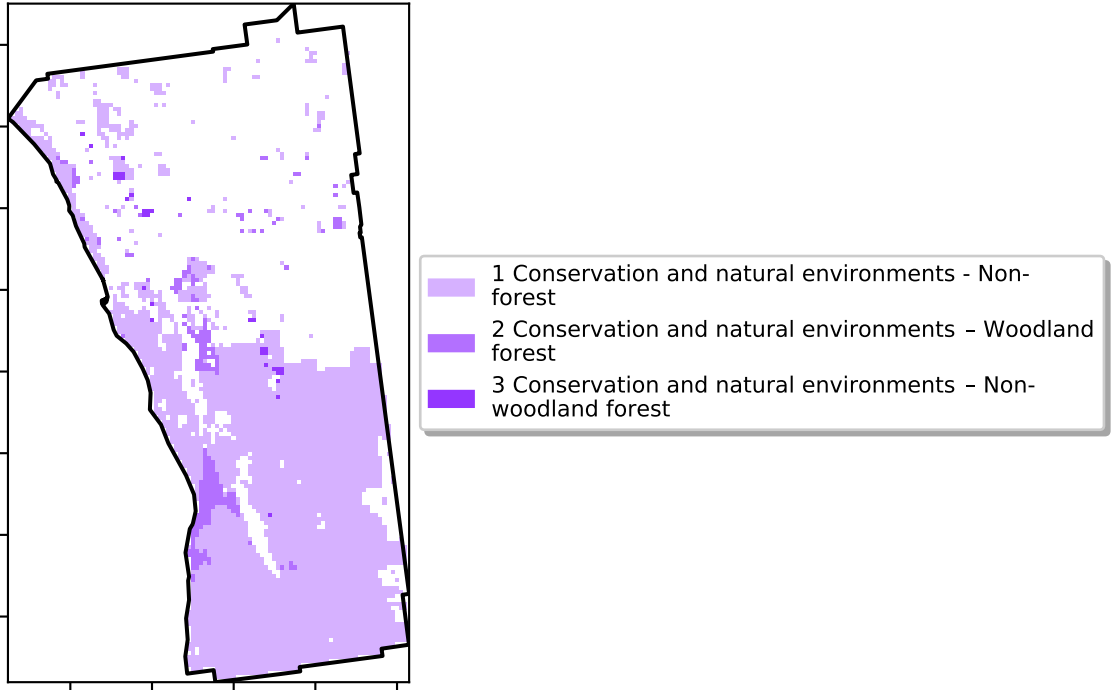 1 Conservation and natural environments - Non-
forest
2 Conservation and natural environments – Woodland
forest
3 Conservation and natural environments – Non-
woodland forest